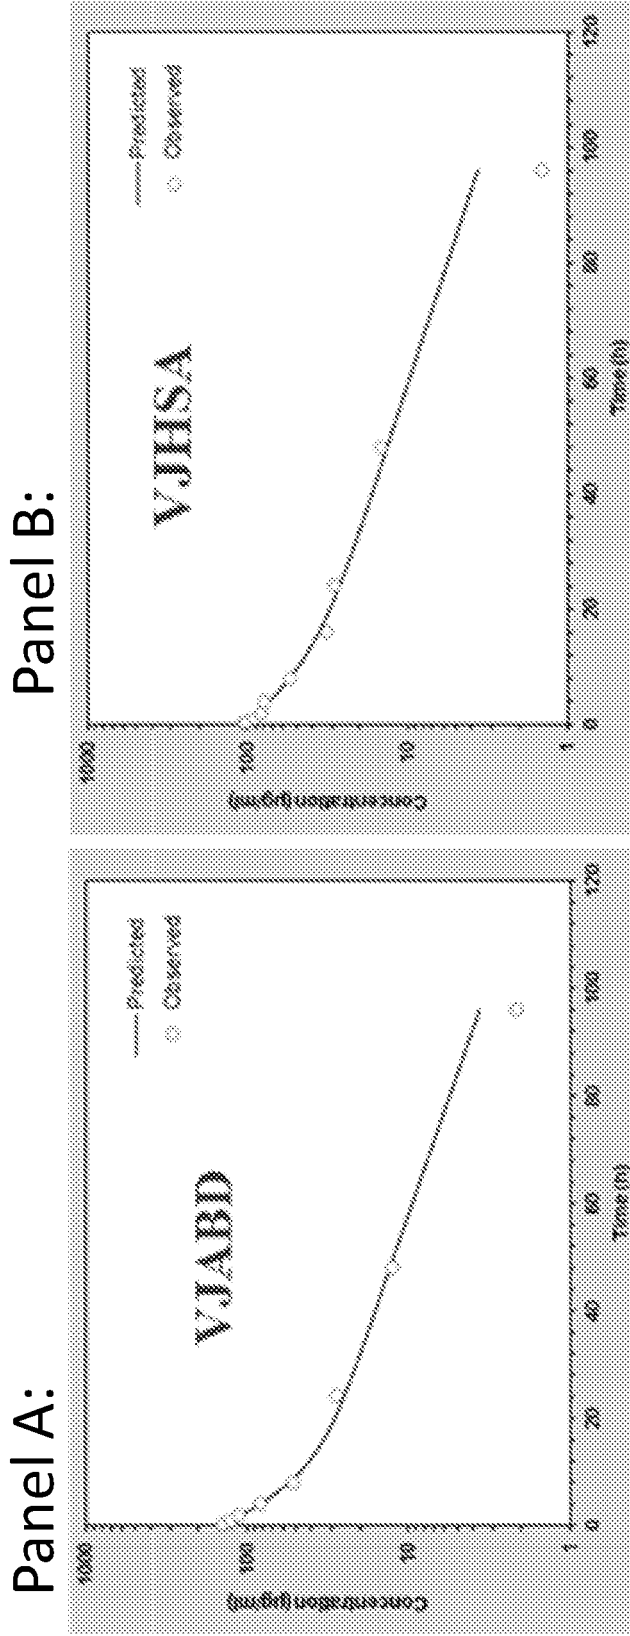 Panel A:
1000
100
10
1
Concentration (µg/ml)
VJABD
Predicted
Observed
0
20
40
60
80
100
120
Time (h)
Panel B:
1000
100
10
1
Concentration (µg/ml)
VJHSA
Predicted
Observed
0
20
40
60
80
100
120
Time (h)